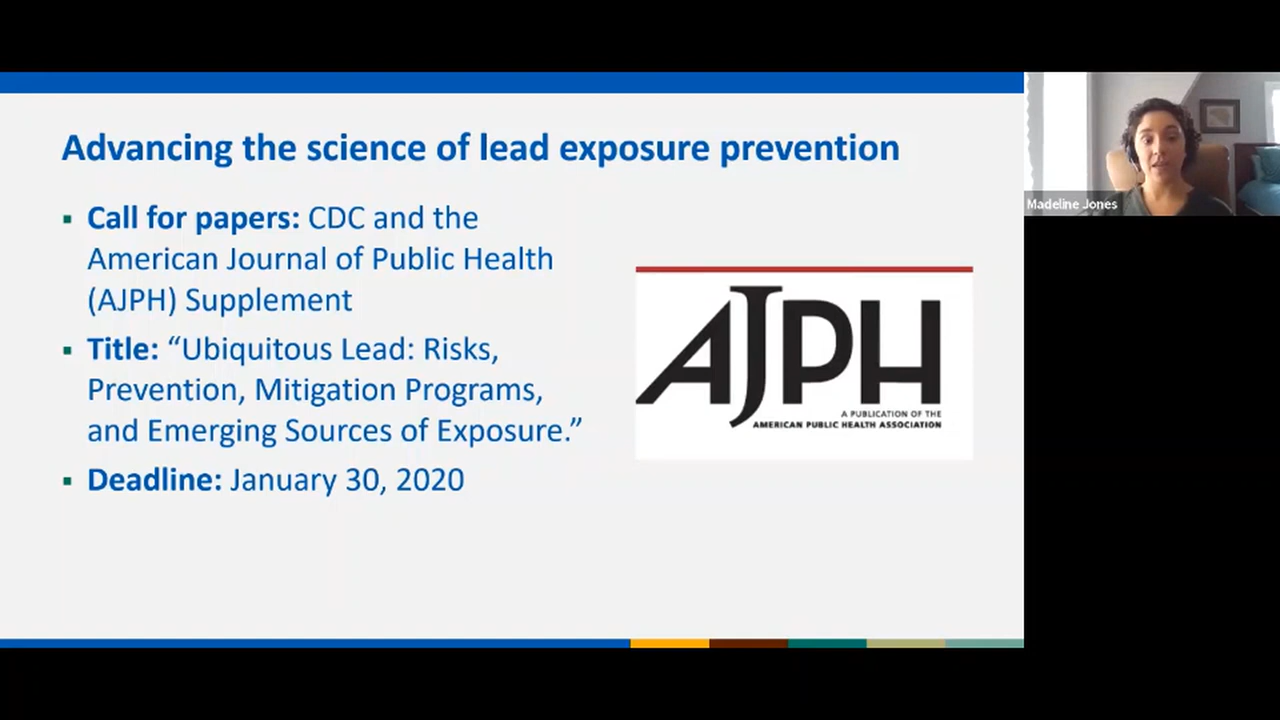 Advancing the science of lead exposure prevention
▪ Call for papers: CDC and the
American Journal of Public Health
(AJPH) Supplement
▪ Title: “Ubiquitous Lead: Risks,
Prevention, Mitigation Programs,
and Emerging Sources of Exposure.”
▪ Deadline: January 30, 2020
AJPH
A PUBLICATION OF THE
AMERICAN PUBLIC HEALTH ASSOCIATION
Madeline Jones